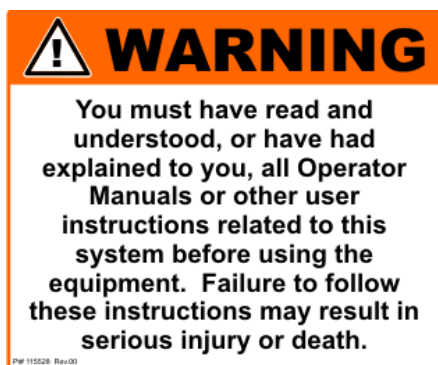 WARNING
You must have read and
understood, or have had
explained to you, all Operator
Manuals or other user
instructions related to this
system before using the
equipment.  Failure to follow
these instructions may result in
serious injury or death.
P#/ 115528  Rev.00